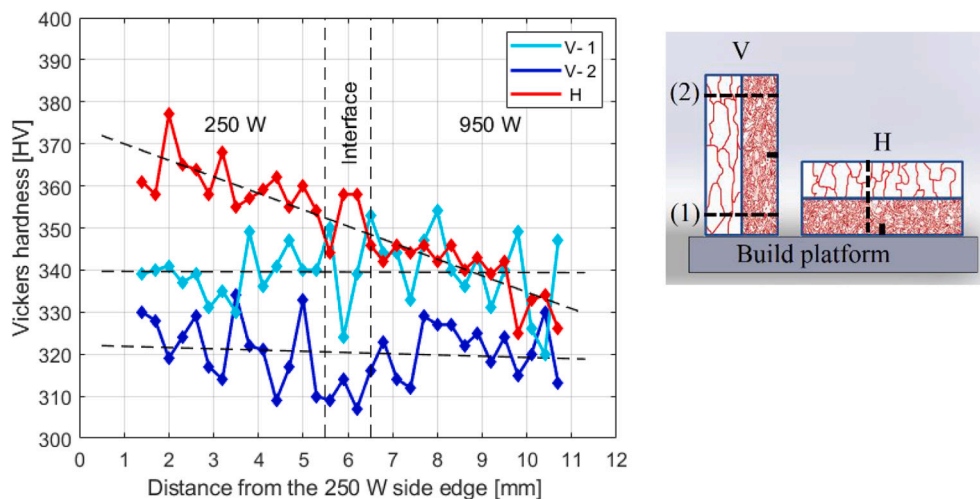 400
390
380
370
360
350
340
330
320
310
300
Vickers hardness [HV]
0 1 2 3 4 5 6 7 8 9 10 11 12
Distance from the 250 W side edge [mm]
250 W
Interface
950 W
V- 1
V- 2
H
V
(2)
(1)
H
Build platform